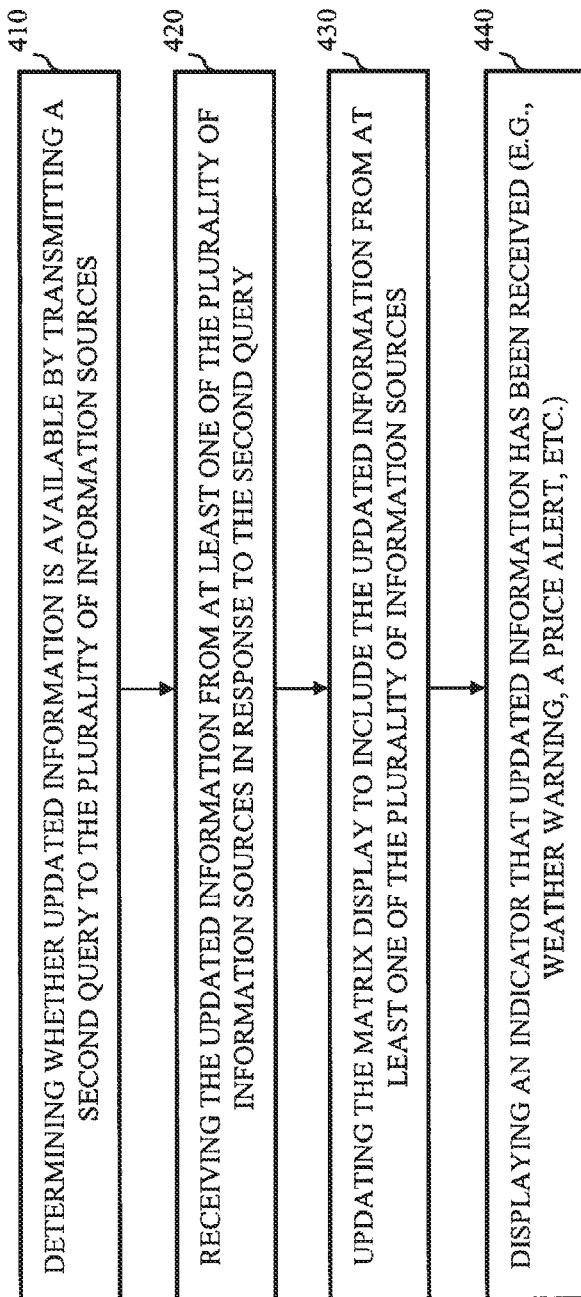 410
DETERMINING WHETHER UPDATED INFORMATION IS AVAILABLE BY TRANSMITTING A
SECOND QUERY TO THE PLURALITY OF INFORMATION SOURCES
420
RECEIVING THE UPDATED INFORMATION FROM AT LEAST ONE OF THE PLURALITY OF
INFORMATION SOURCES IN RESPONSE TO THE SECOND QUERY
430
UPDATING THE MATRIX DISPLAY TO INCLUDE THE UPDATED INFORMATION FROM AT
LEAST ONE OF THE PLURALITY OF INFORMATION SOURCES
440
DISPLAYING AN INDICATOR THAT UPDATED INFORMATION HAS BEEN RECEIVED (E.G.,
WEATHER WARNING, A PRICE ALERT, ETC.)